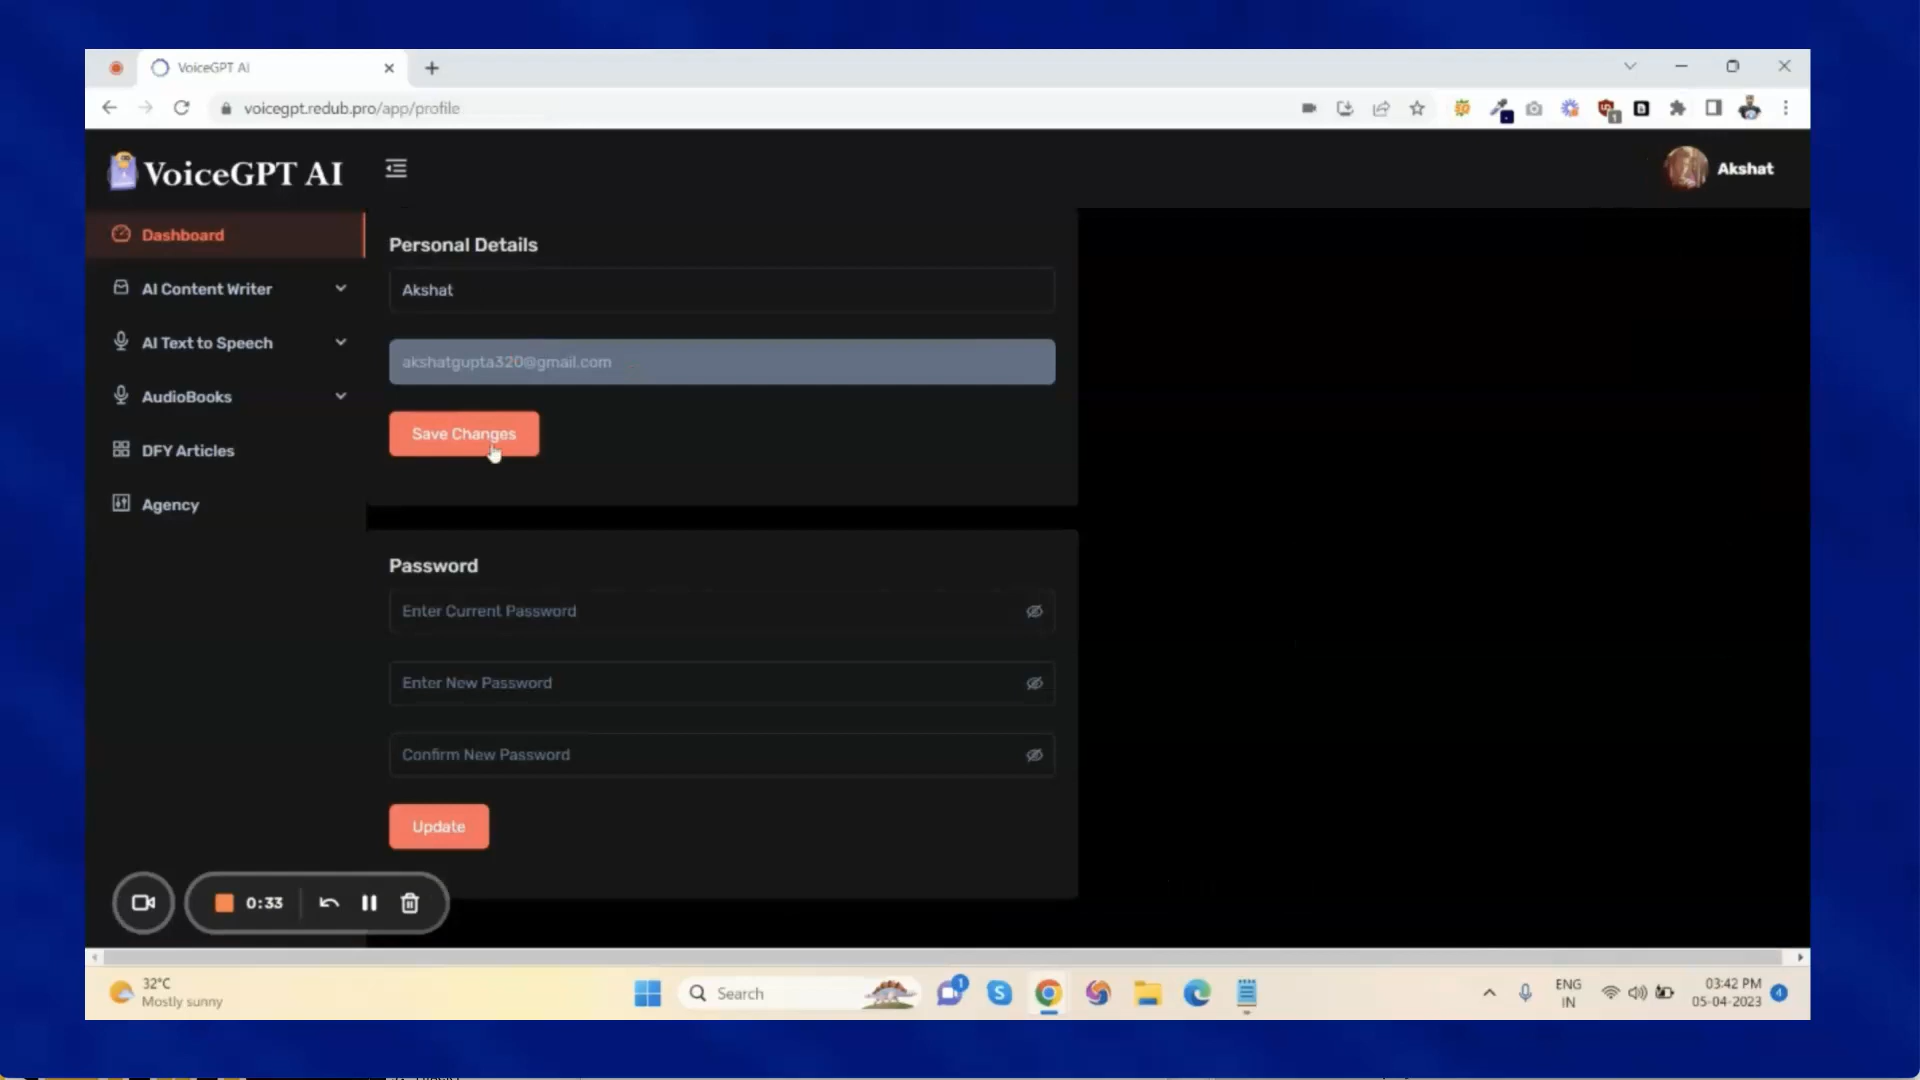 VoiceGPT AI
voicegpt.redub.pro/app/profile
VoiceGPT AI
Akshat
Dashboard
AI Content Writer
AI Text to Speech
AudioBooks
DFY Articles
Agency
Personal Details
Akshat
akshatgupta320@gmail.com
Save Changes
Password
Enter Current Password
Enter New Password
Confirm New Password
Update
0:33
32°C
Mostly sunny
Search
1
ENG
IN
03:42 PM
05-04-2023
4